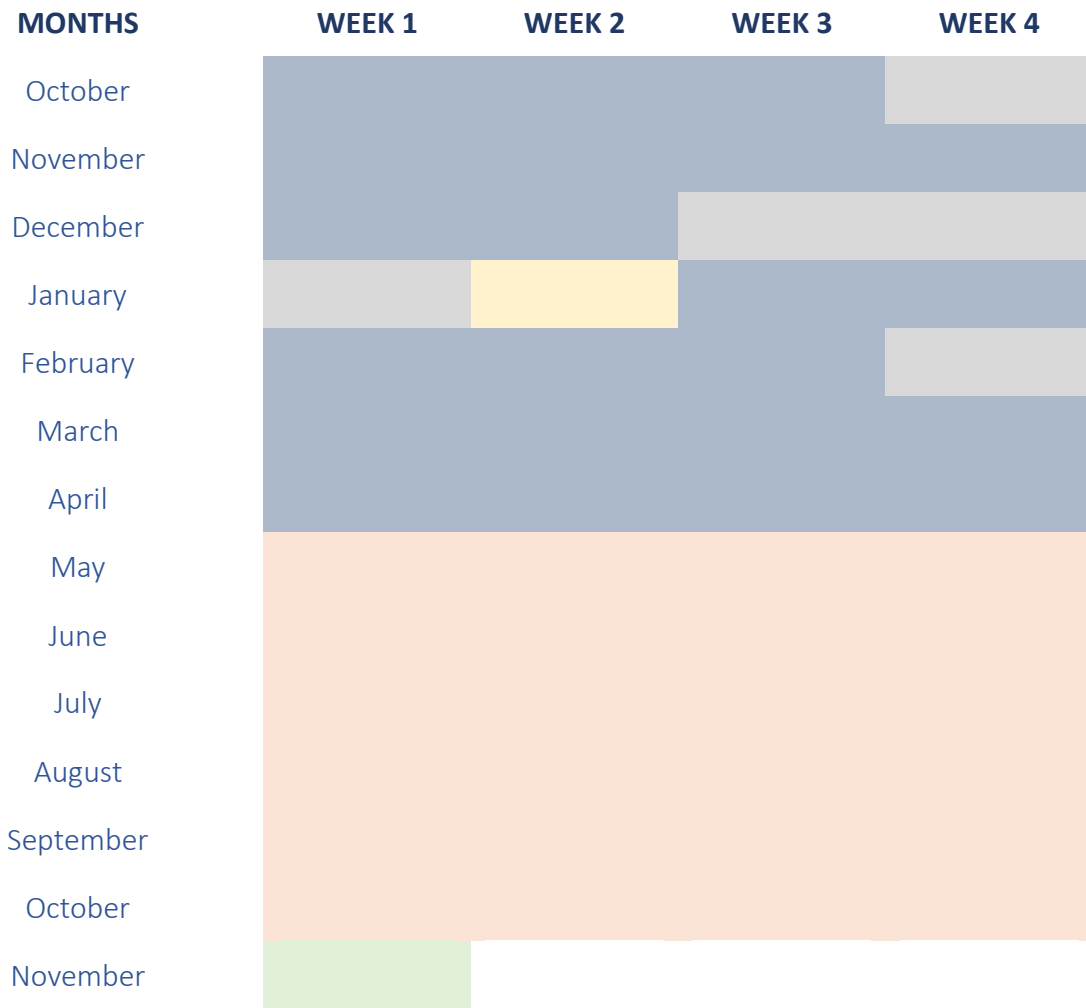 MONTHS WEEK 1 WEEK 2 WEEK 3 WEEK 4
October
November
December
January
February
March
April
May
June
July
August
September
October
November